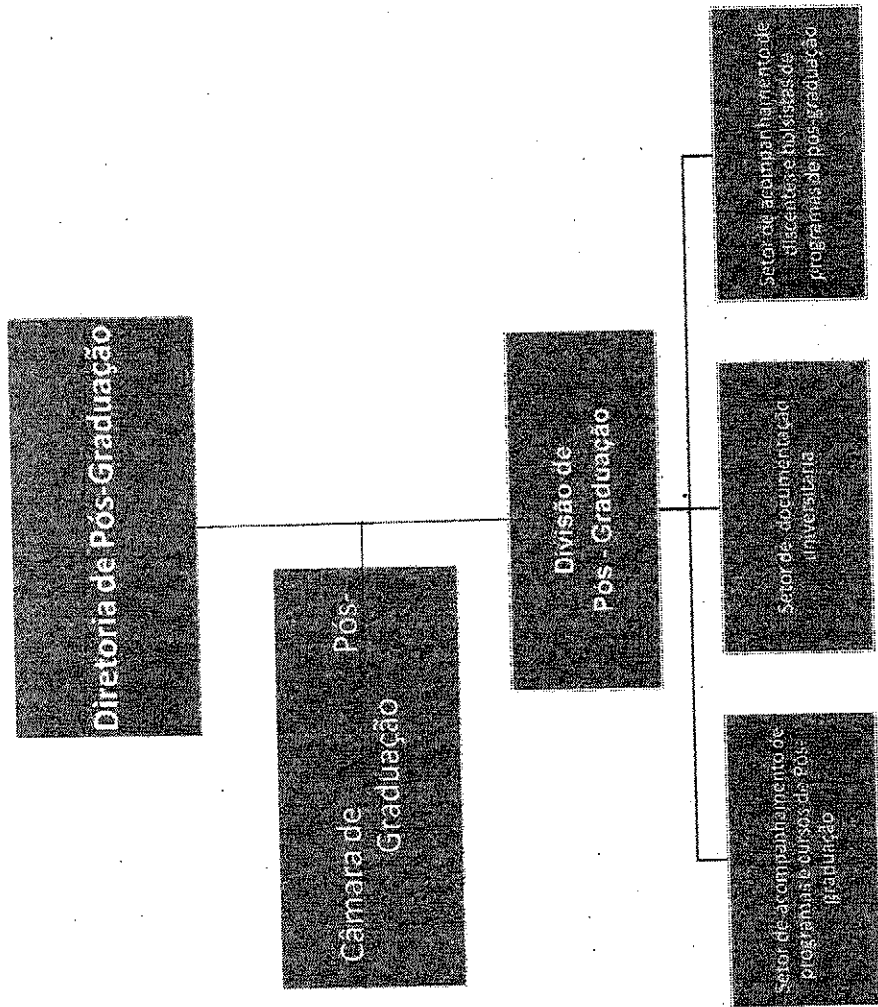 Diretoria de Pós-Graduação
Câmara de Pós-
Graduação
Divisão de
Pós - Graduação
Setor de acompanhamento de
programas e cursos de Pós-
graduação
Setor de documentação
universitária
Setor de acompanhamento de
discentes e bolsistas de
programas de pós-graduação